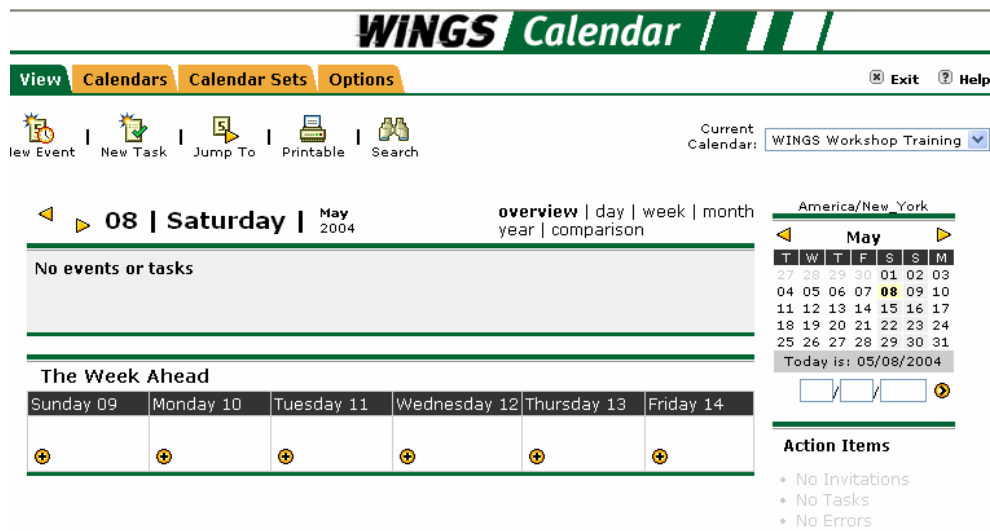 WiNGS Calendar
View Calendars Calendar Sets Options Exit ? Help
lew Event | New Task | 5 Jump To | Printable | Search
Current Calendar: WINGS Workshop Training
08 | Saturday | May 2004
overview | day | week | month
year | comparison
No events or tasks
The Week Ahead
Sunday 09 Monday 10 Tuesday 11 Wednesday 12 Thursday 13 Friday 14
America/New_York
May
T W T F S S M
27 28 29 30 01 02 03
04 05 06 07 08 09 10
11 12 13 14 15 16 17
18 19 20 21 22 23 24
25 26 27 28 29 30 31
Today is: 05/08/2004
/ /
Action Items
• No Invitations
• No Tasks
• No Errors